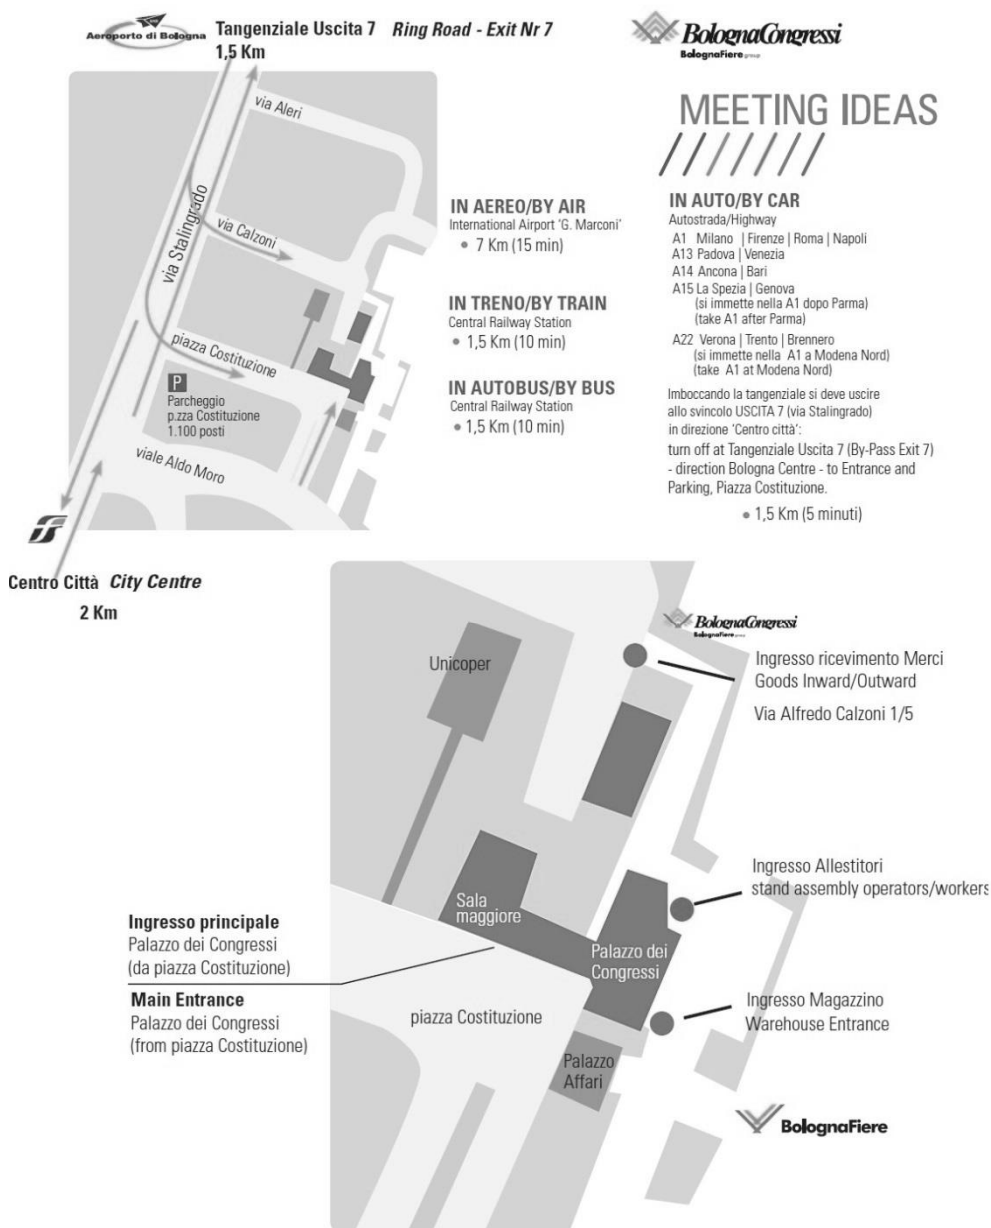 Aeroporto di Bologna
Tangenziale Uscita 7 Ring Road - Exit Nr 7
1,5 Km
BolognaCongressi
BolognaFiere group
MEETING IDEAS
via Aleri
via Stalingrado
via Calzoni
piazza Costituzione
P
Parcheggio
p.zza Costituzione
1.100 posti
viale Aldo Moro
Centro Città City Centre
2 Km
IN AEREO/BY AIR
International Airport 'G. Marconi'
• 7 Km (15 min)
IN TRENO/BY TRAIN
Central Railway Station
• 1,5 Km (10 min)
IN AUTOBUS/BY BUS
Central Railway Station
• 1,5 Km (10 min)
IN AUTO/BY CAR
Autostrada/Highway
A1 Milano | Firenze | Roma | Napoli
A13 Padova | Venezia
A14 Ancona | Bari
A15 La Spezia | Genova
(si immette nella A1 dopo Parma)
(take A1 after Parma)
A22 Verona | Trento | Brennero
(si immette nella A1 a Modena Nord)
(take A1 at Modena Nord)
Imboccando la tangenziale si deve uscire
allo svincolo USCITA 7 (via Stalingrado)
in direzione 'Centro città':
turn off at Tangenziale Uscita 7 (By-Pass Exit 7)
- direction Bologna Centre - to Entrance and
Parking, Piazza Costituzione.
• 1,5 Km (5 minuti)
BolognaCongressi
BolognaFiere group
Unicoper
Ingresso ricevimento Merci
Goods Inward/Outward
Via Alfredo Calzoni 1/5
Ingresso Allestitori
stand assembly operators/workers
Sala
maggiore
Palazzo dei
Congressi
Ingresso principale
Palazzo dei Congressi
(da piazza Costituzione)
Main Entrance
Palazzo dei Congressi
(from piazza Costituzione)
piazza Costituzione
Ingresso Magazzino
Warehouse Entrance
Palazzo
Affari
BolognaFiere